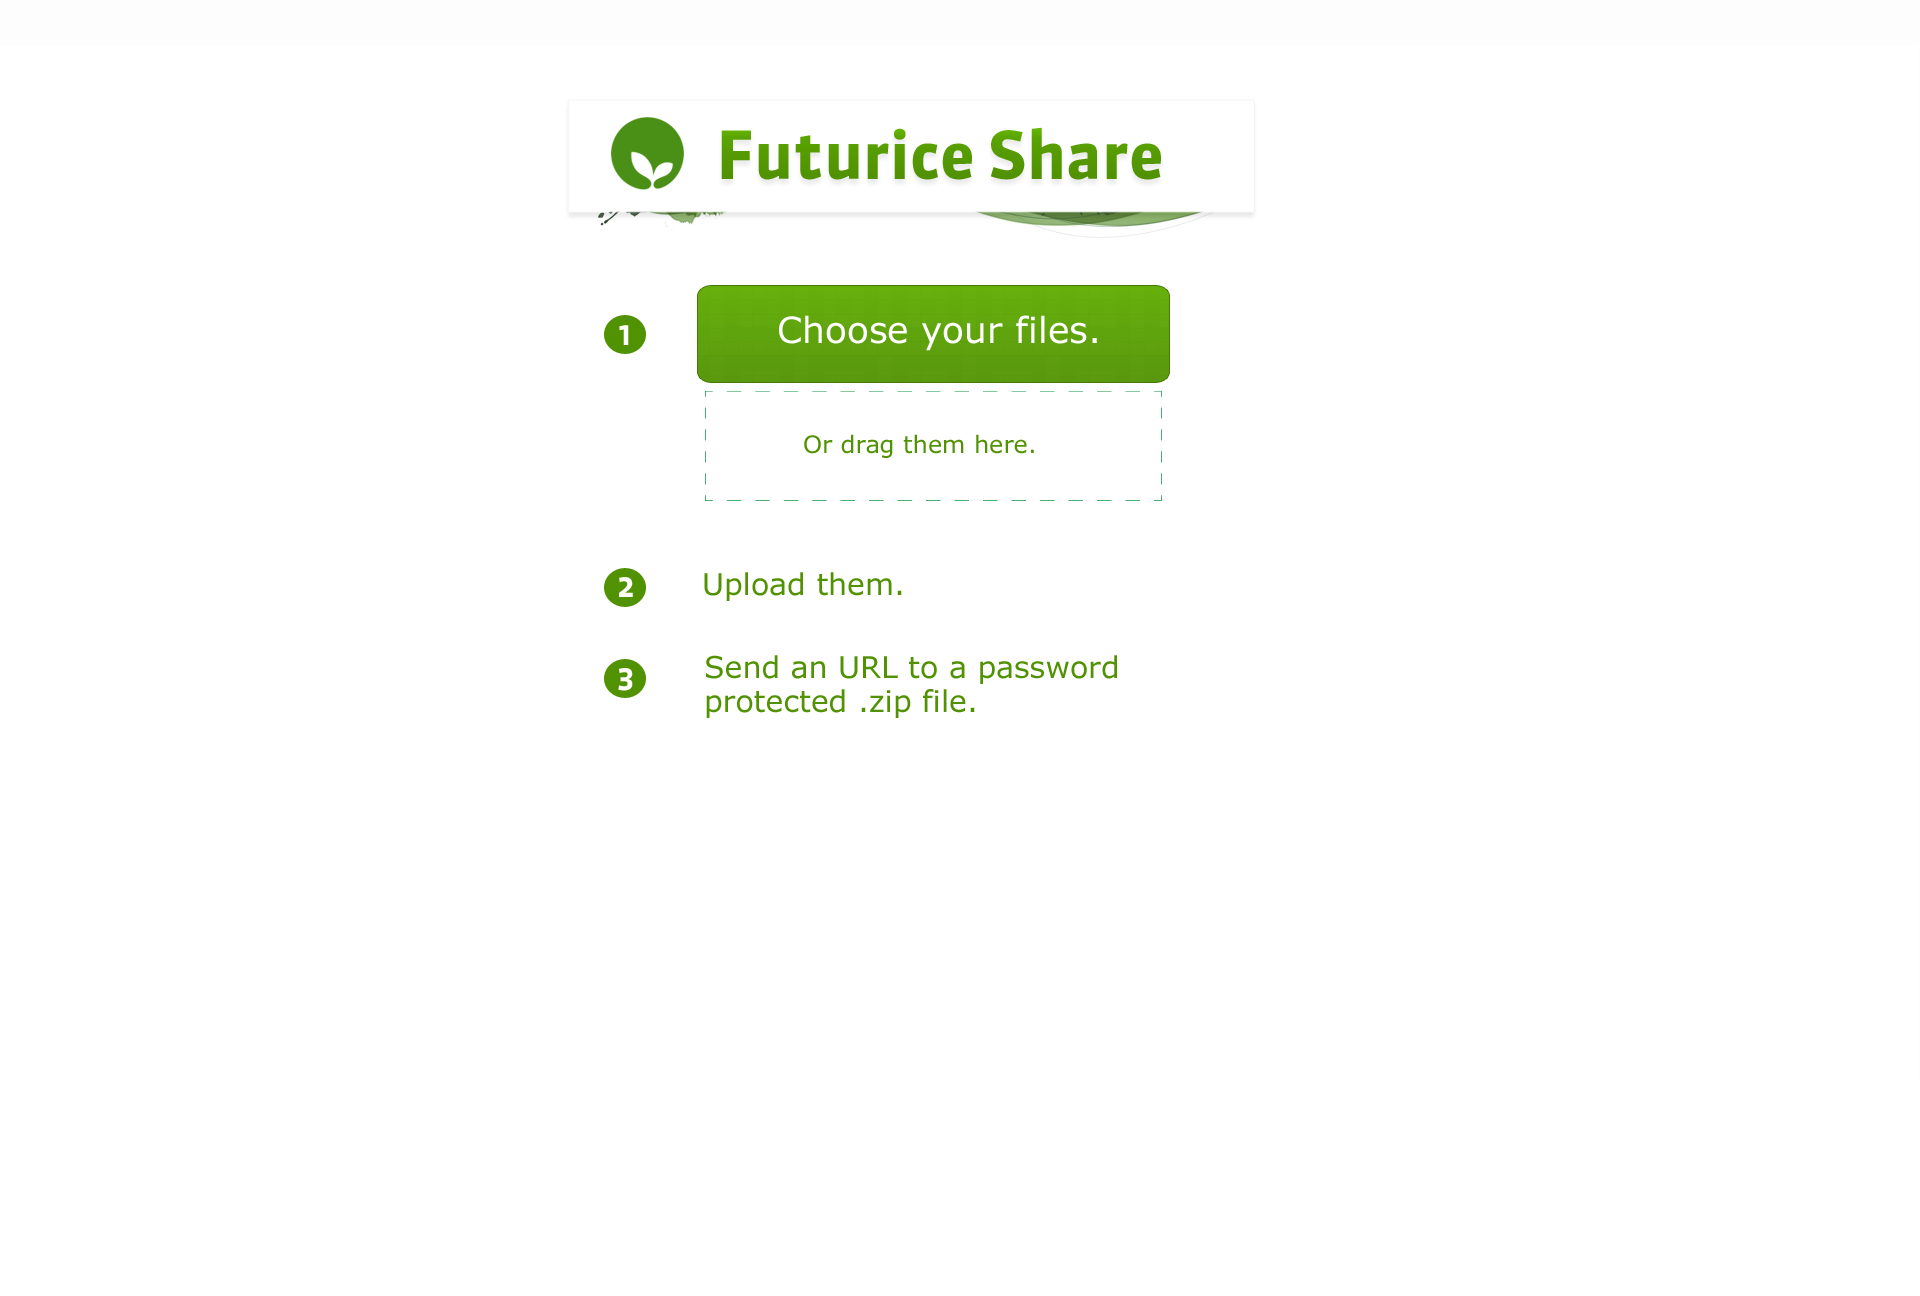 Futurice Share
1
Choose your files.
Or drag them here.
2
Upload them.
3
Send an URL to a password
protected .zip file.